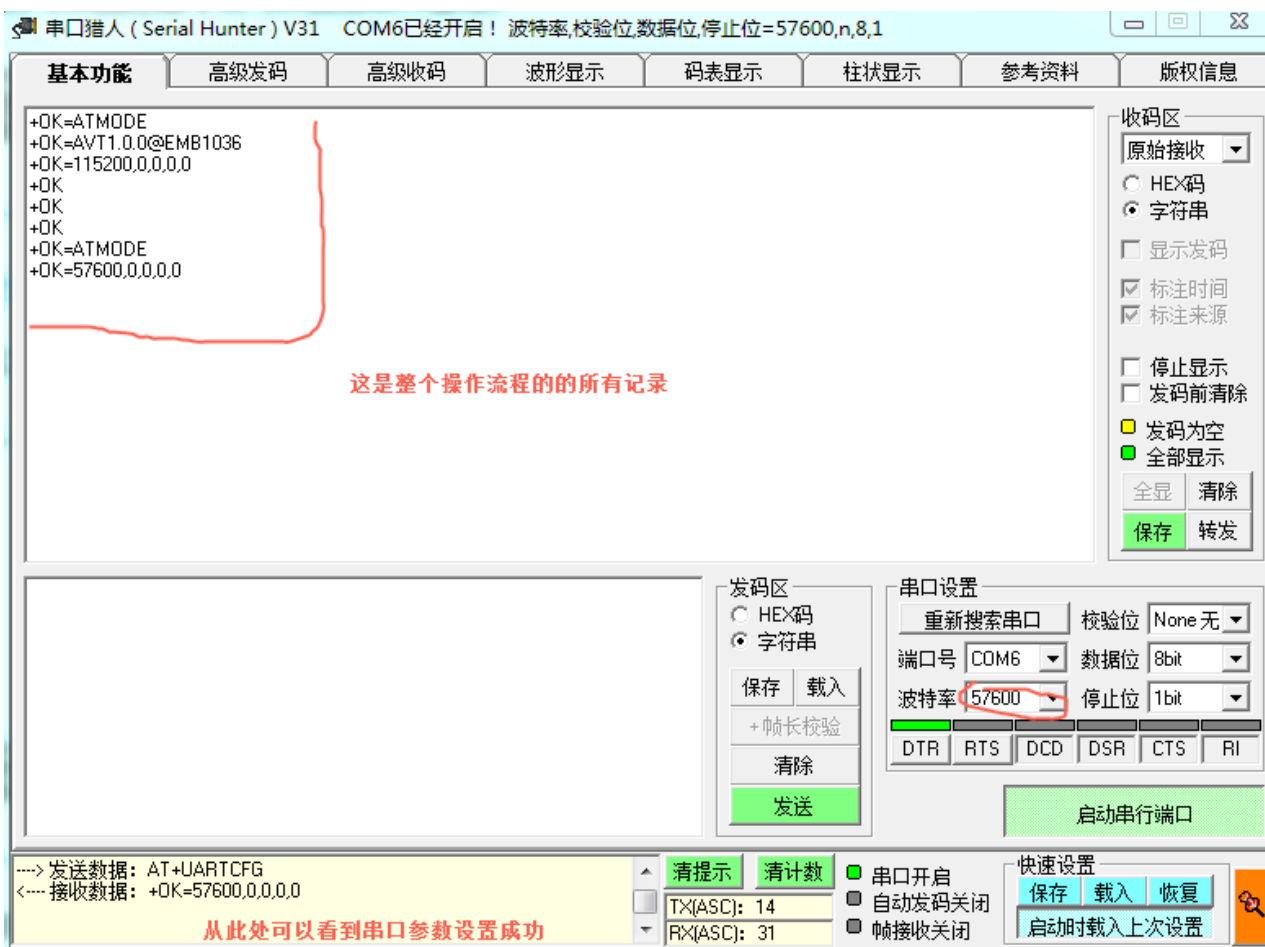 串口猎人 ( Serial Hunter ) V31 COM6已经开启！ 波特率,校验位,数据位,停止位=57600,n,8,1
基本功能 高级发码 高级收码 波形显示 码表显示 柱状显示 参考资料 版权信息
+OK=ATMODE
+OK=AVT1.0.0@EMB1036
+OK=115200,0,0,0,0
+OK
+OK
+OK
+OK=ATMODE
+OK=57600,0,0,0,0
这是整个操作流程的的所有记录
收码区
原始接收
HEX码
字符串
显示发码
标注时间
标注来源
停止显示
发码前清除
发码为空
全部显示
全显 清除
保存 转发
发码区
HEX码
字符串
保存 载入
+帧长校验
清除
发送
串口设置
重新搜索串口 校验位 None 无
端口号 COM6 数据位 8bit
波特率 57600 停止位 1bit
DTR RTS DCD DSR CTS RI
启动串行端口
----> 发送数据：AT+UARTCFG
<---- 接收数据：+OK=57600,0,0,0,0
从此处可以看到串口参数设置成功
清提示 清计数
TX(ASC)：14
RX(ASC)：31
串口开启
自动发码关闭
帧接收关闭
快速设置
保存 载入 恢复
启动时载入上次设置